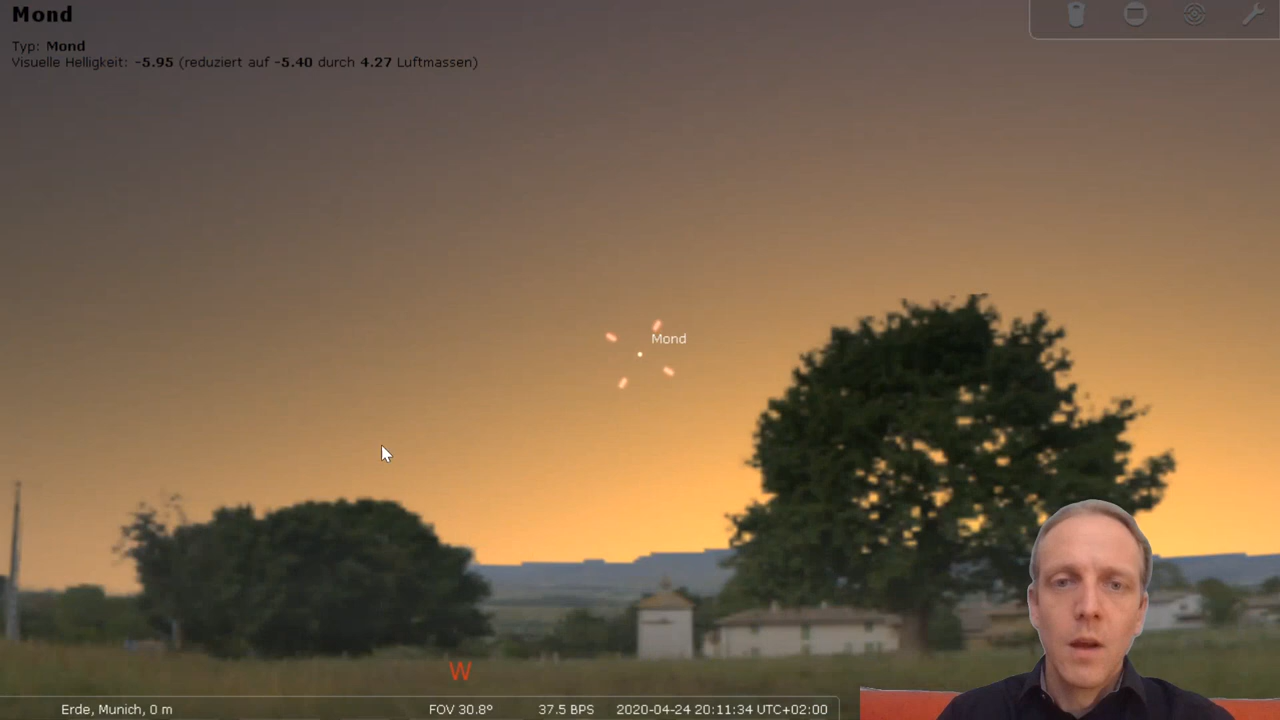 Mond
Typ: Mond
Visuelle Helligkeit: -5.95 (reduziert auf -5.40 durch 4.27 Luftmassen)
Mond
W
Erde, Munich, 0 m FOV 30.8° 37.5 BPS 2020-04-24 20:11:34 UTC+02:00